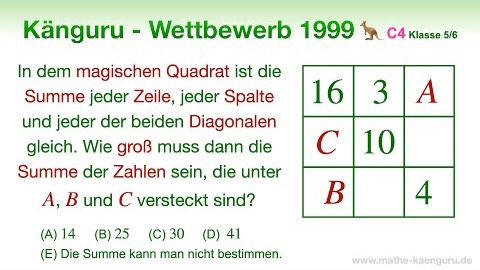 Känguru - Wettbewerb 1999 C4 Klasse 5/6
In dem magischen Quadrat ist die
Summe jeder Zeile, jeder Spalte
und jeder der beiden Diagonalen
gleich. Wie groß muss dann die
Summe der Zahlen sein, die unter
A, B und C versteckt sind?
16 3 A
C 10
B 4
(A) 14 (B) 25 (C) 30 (D) 41
(E) Die Summe kann man nicht bestimmen.
www.mathe-kaenguru.de